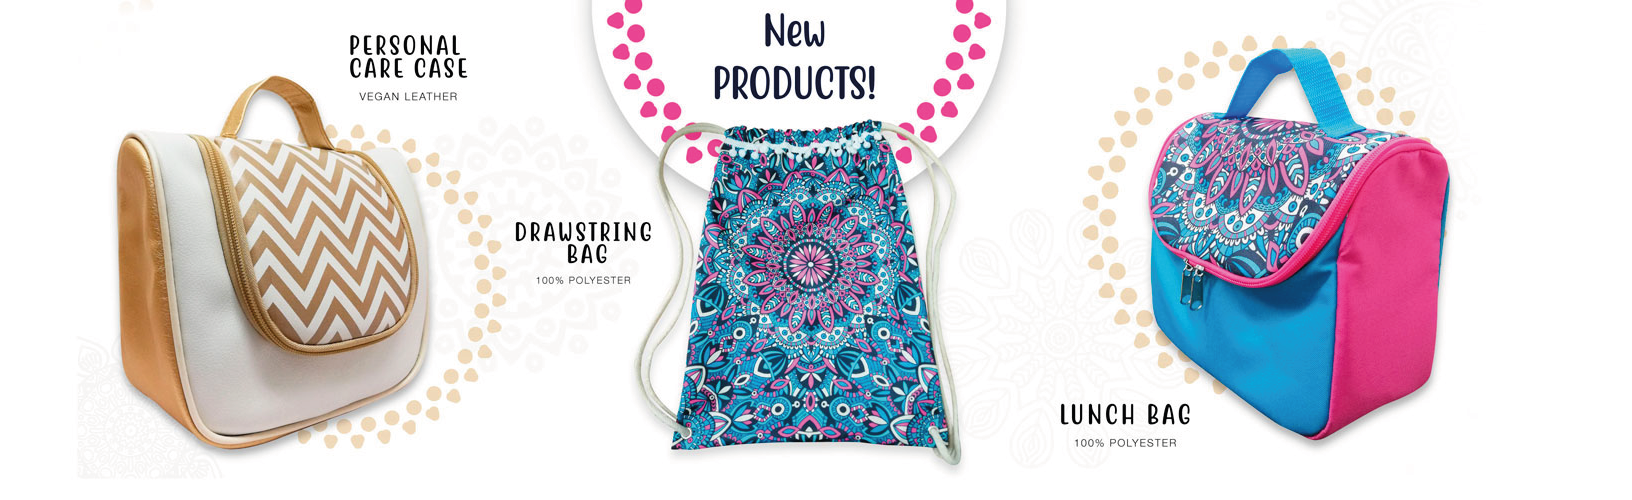 New
PRODUCTS!
PERSONAL
CARE CASE
VEGAN LEATHER
DRAWSTRING
BAG
100% POLYESTER
LUNCH BAG
100% POLYESTER